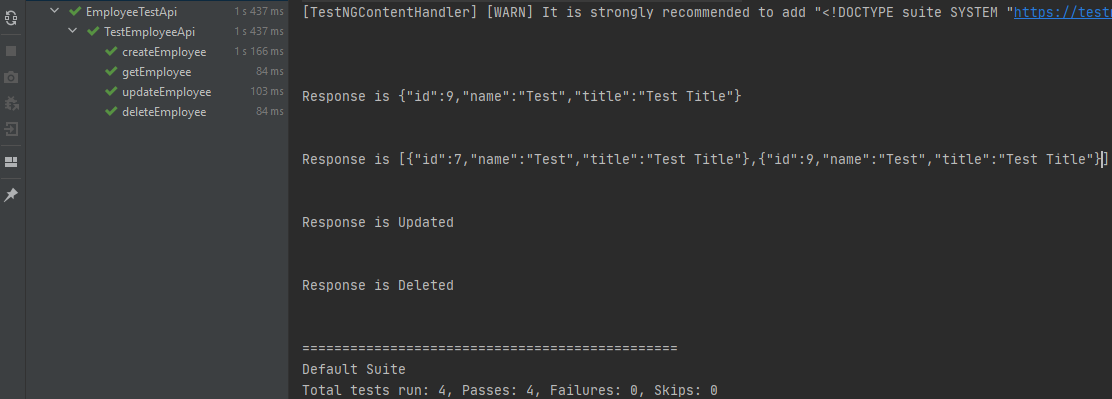 EmployeeTestApi 1 s 437 ms
TestEmployeeApi 1 s 437 ms
createEmployee 1 s 166 ms
getEmployee 84 ms
updateEmployee 103 ms
deleteEmployee 84 ms
[TestNGContentHandler] [WARN] It is strongly recommended to add "<!DOCTYPE suite SYSTEM "https://test
Response is {"id":9,"name":"Test","title":"Test Title"}
Response is [{"id":7,"name":"Test","title":"Test Title"},{"id":9,"name":"Test","title":"Test Title"}]
Response is Updated
Response is Deleted
===============================================
Default Suite
Total tests run: 4, Passes: 4, Failures: 0, Skips: 0